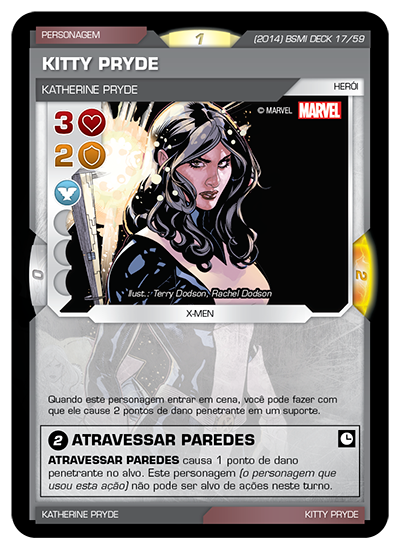 PERSONAGEM
1
(2014) BSMI DECK 17/59
KITTY PRYDE
KATHERINE PRYDE
HERÓI
© MARVEL MARVEL
3
2
0
2
Ilust.: Terry Dodson, Rachel Dodson
X-MEN
Quando este personagem entrar em cena, você pode fazer com
que ele cause 2 pontos de dano penetrante em um suporte.
2 ATRAVESSAR PAREDES
ATRAVESSAR PAREDES causa 1 ponto de dano
penetrante no alvo. Este personagem (o personagem que
usou esta ação) não pode ser alvo de ações neste turno.
KATHERINE PRYDE
KITTY PRYDE